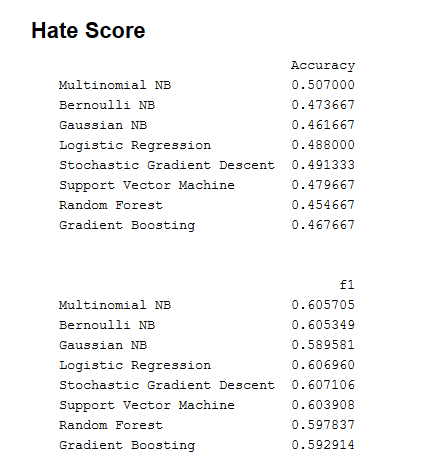 Hate Score
Accuracy
Multinomial NB 0.507000
Bernoulli NB 0.473667
Gaussian NB 0.461667
Logistic Regression 0.488000
Stochastic Gradient Descent 0.491333
Support Vector Machine 0.479667
Random Forest 0.454667
Gradient Boosting 0.467667
f1
Multinomial NB 0.605705
Bernoulli NB 0.605349
Gaussian NB 0.589581
Logistic Regression 0.606960
Stochastic Gradient Descent 0.607106
Support Vector Machine 0.603908
Random Forest 0.597837
Gradient Boosting 0.592914